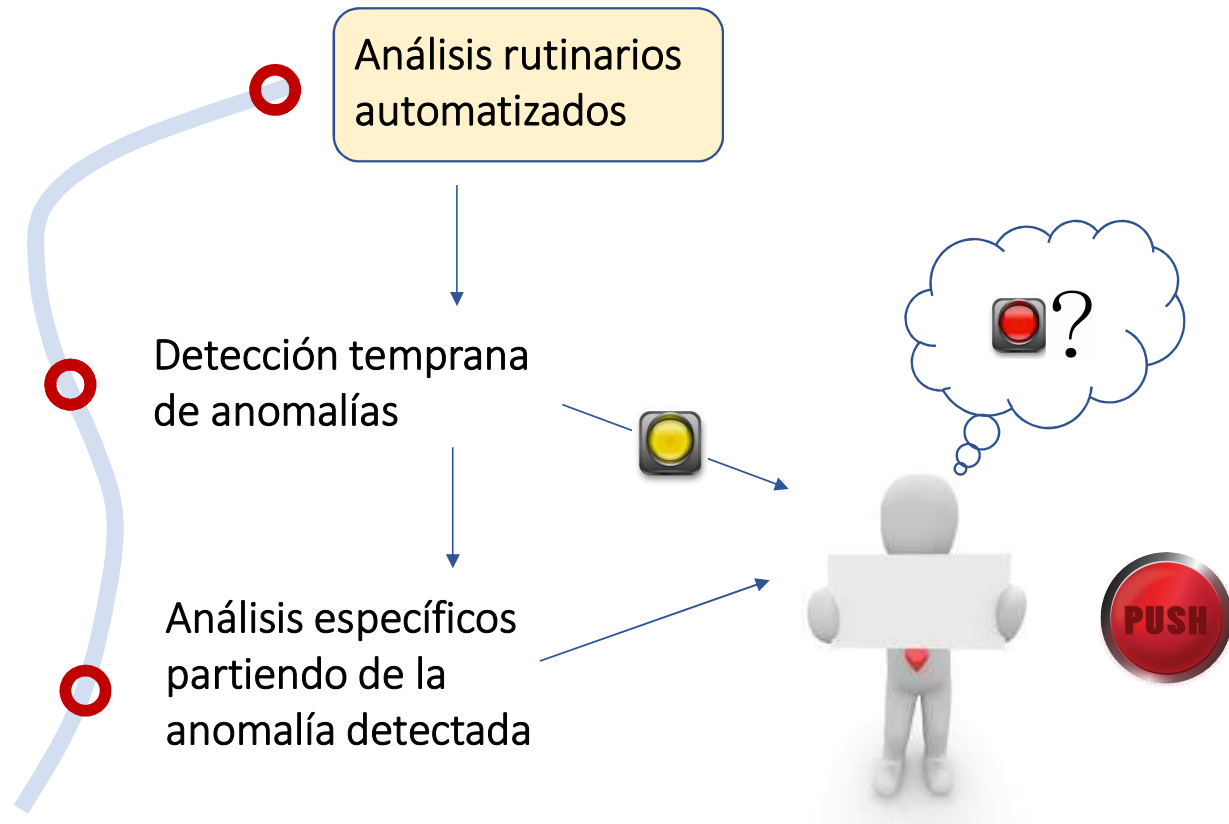 Análisis rutinarios
automatizados
?
Detección temprana
de anomalías
Análisis específicos
partiendo de la
anomalía detectada
PUSH